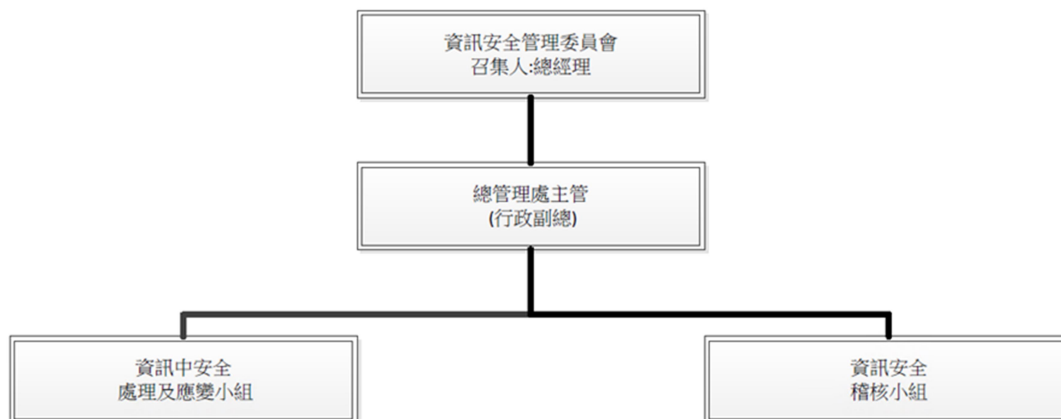 資訊安全管理委員會
召集人:總經理
總管理處主管
(行政副總)
資訊中安全
處理及應變小組
資訊安全
稽核小組